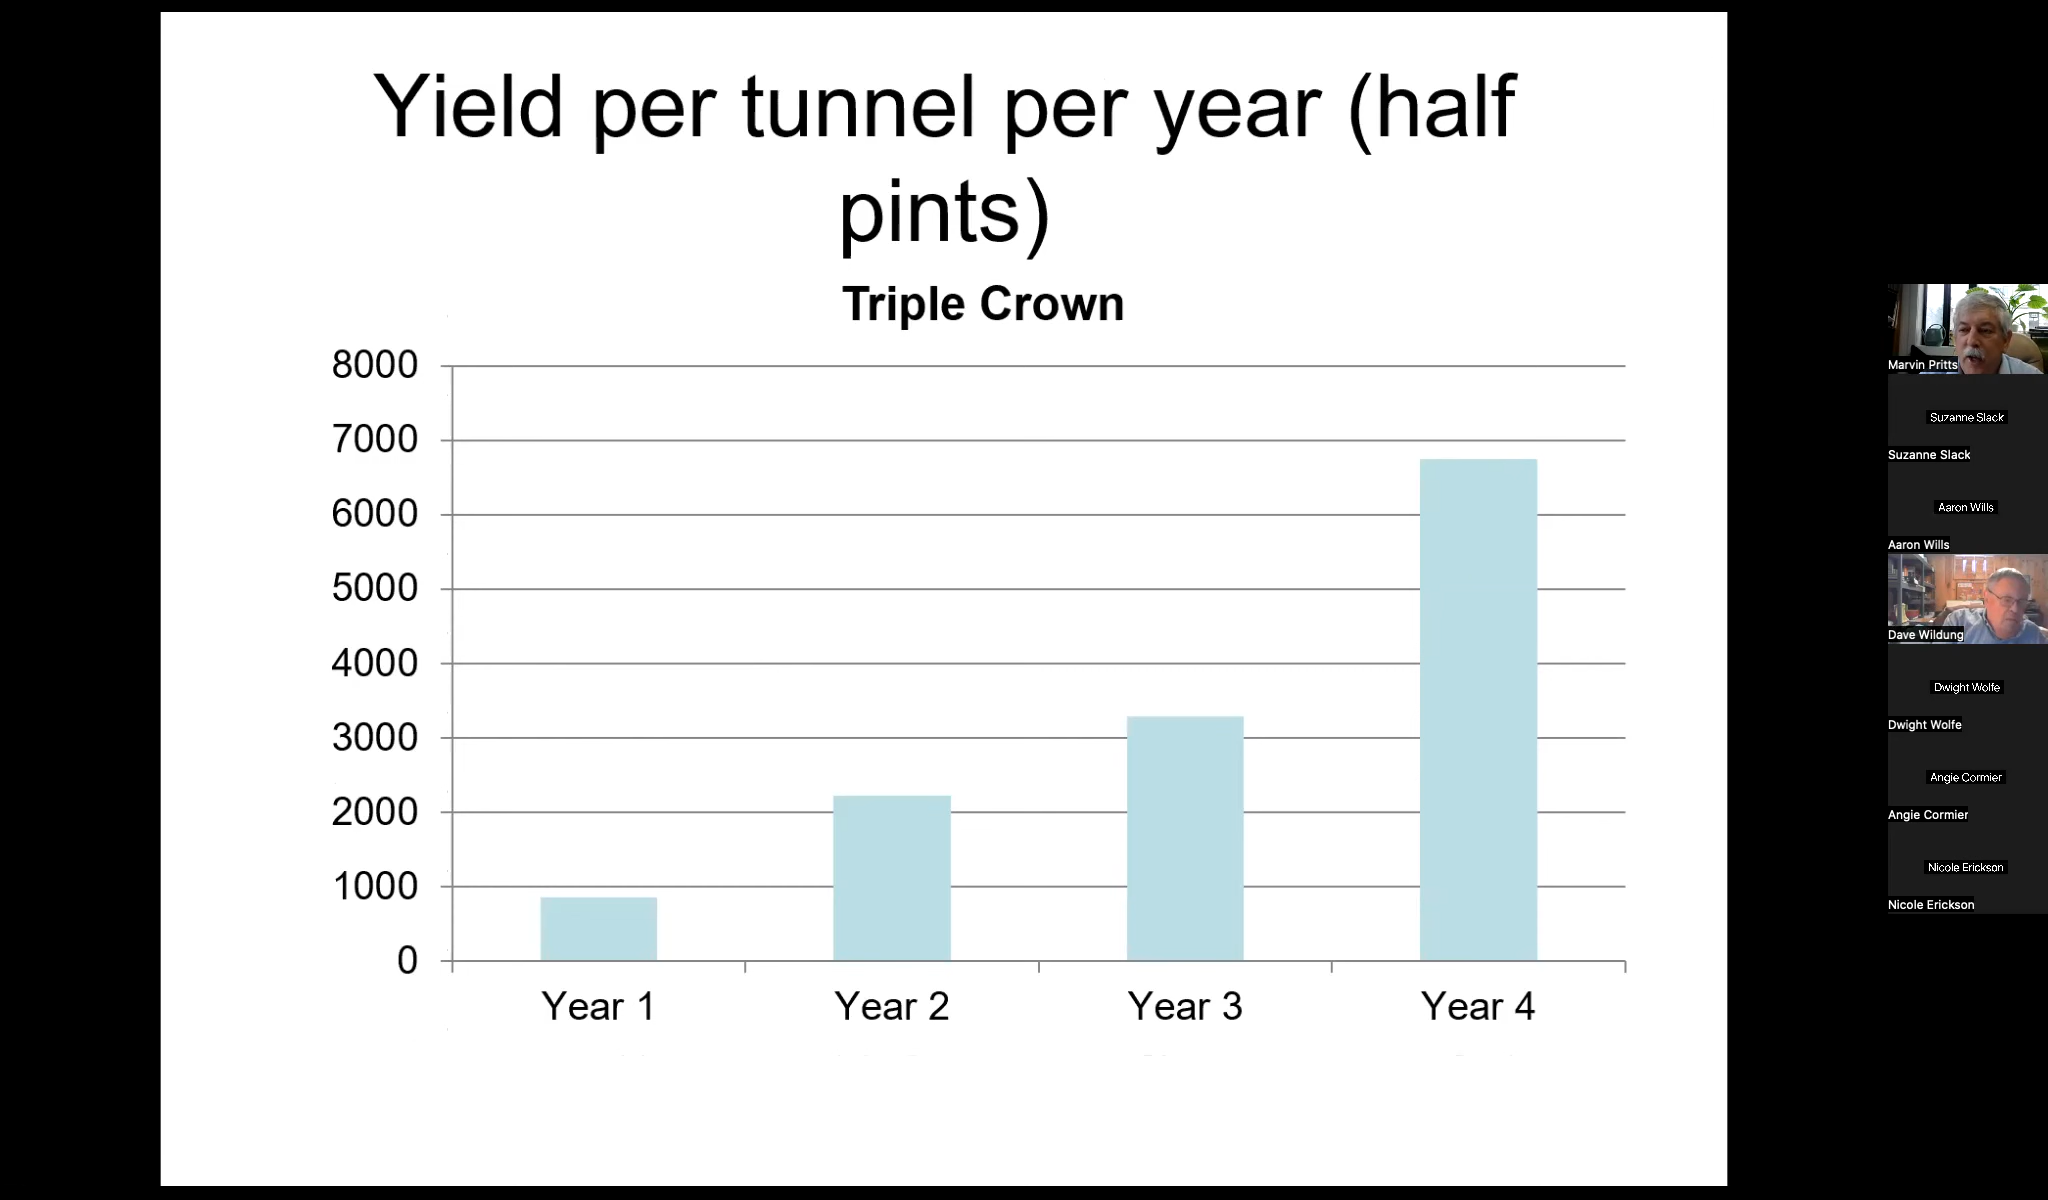 Yield per tunnel per year (half
pints)
Triple Crown
8000
7000
6000
5000
4000
3000
2000
1000
0
Year 1
Year 2
Year 3
Year 4
Marvin Pritts
Suzanne Slack
Suzanne Slack
Aaron Wills
Aaron Wills
Dave Wildung
Dwight Wolfe
Dwight Wolfe
Angie Cormier
Angie Cormier
Nicole Erickson
Nicole Erickson